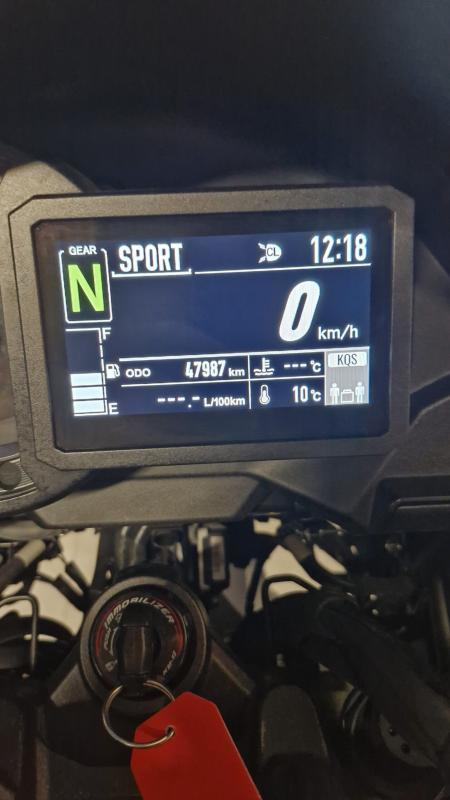 GEAR
N
SPORT
CL
12:18
0 km/h
F
ODO 47987 km
---°C
KQS
E
---.- L/100km
10°C
IMMOBILIZER